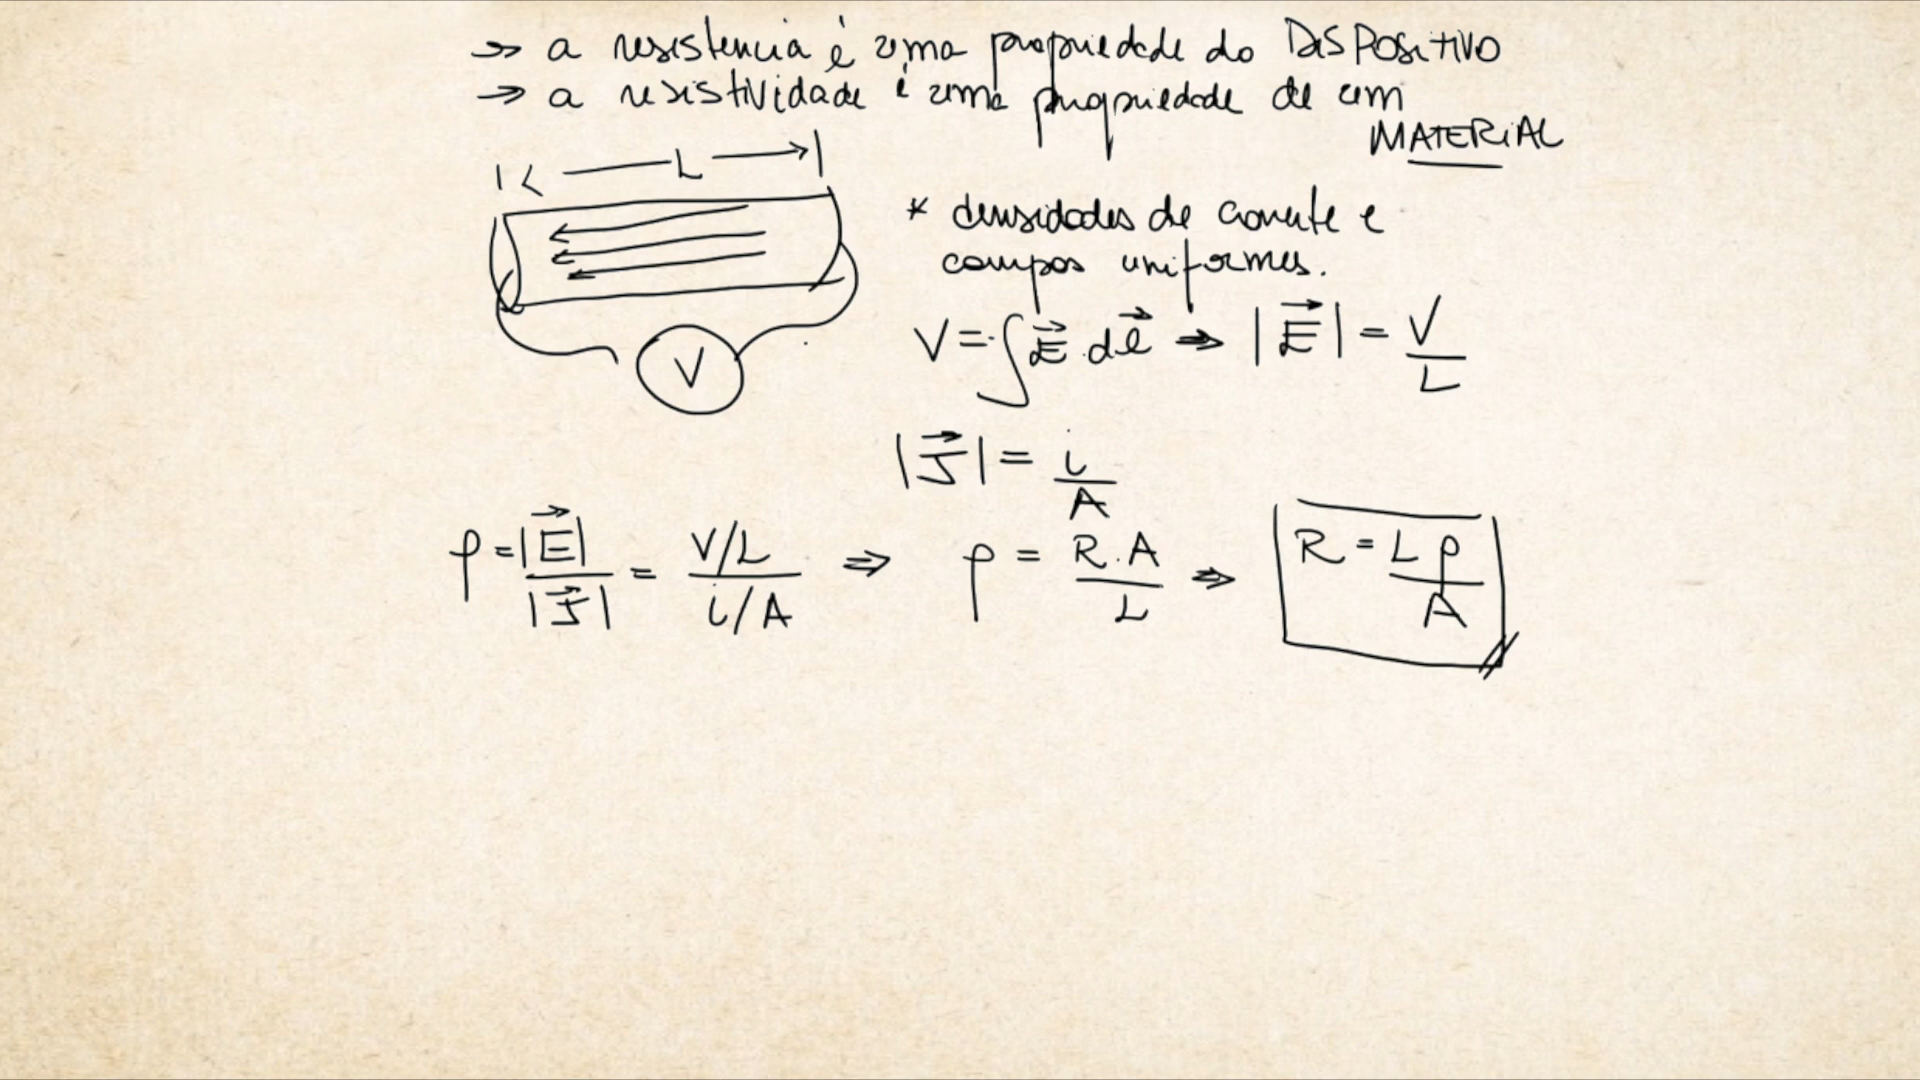 → a resistencia é uma propriedade do DISPOSITIVO
→ a resistividade é uma propriedade de um
MATERIAL
|< — L → |
* densidades de corrente e
campos uniformes.
V = ∫ E⃗ . dℓ⃗ ⇒ |E⃗| = V/L
V
|J⃗| = i/A
ρ = |E⃗|/|J⃗| = (V/L)/(i/A) ⇒ ρ = R.A/L ⇒ R = Lρ/A